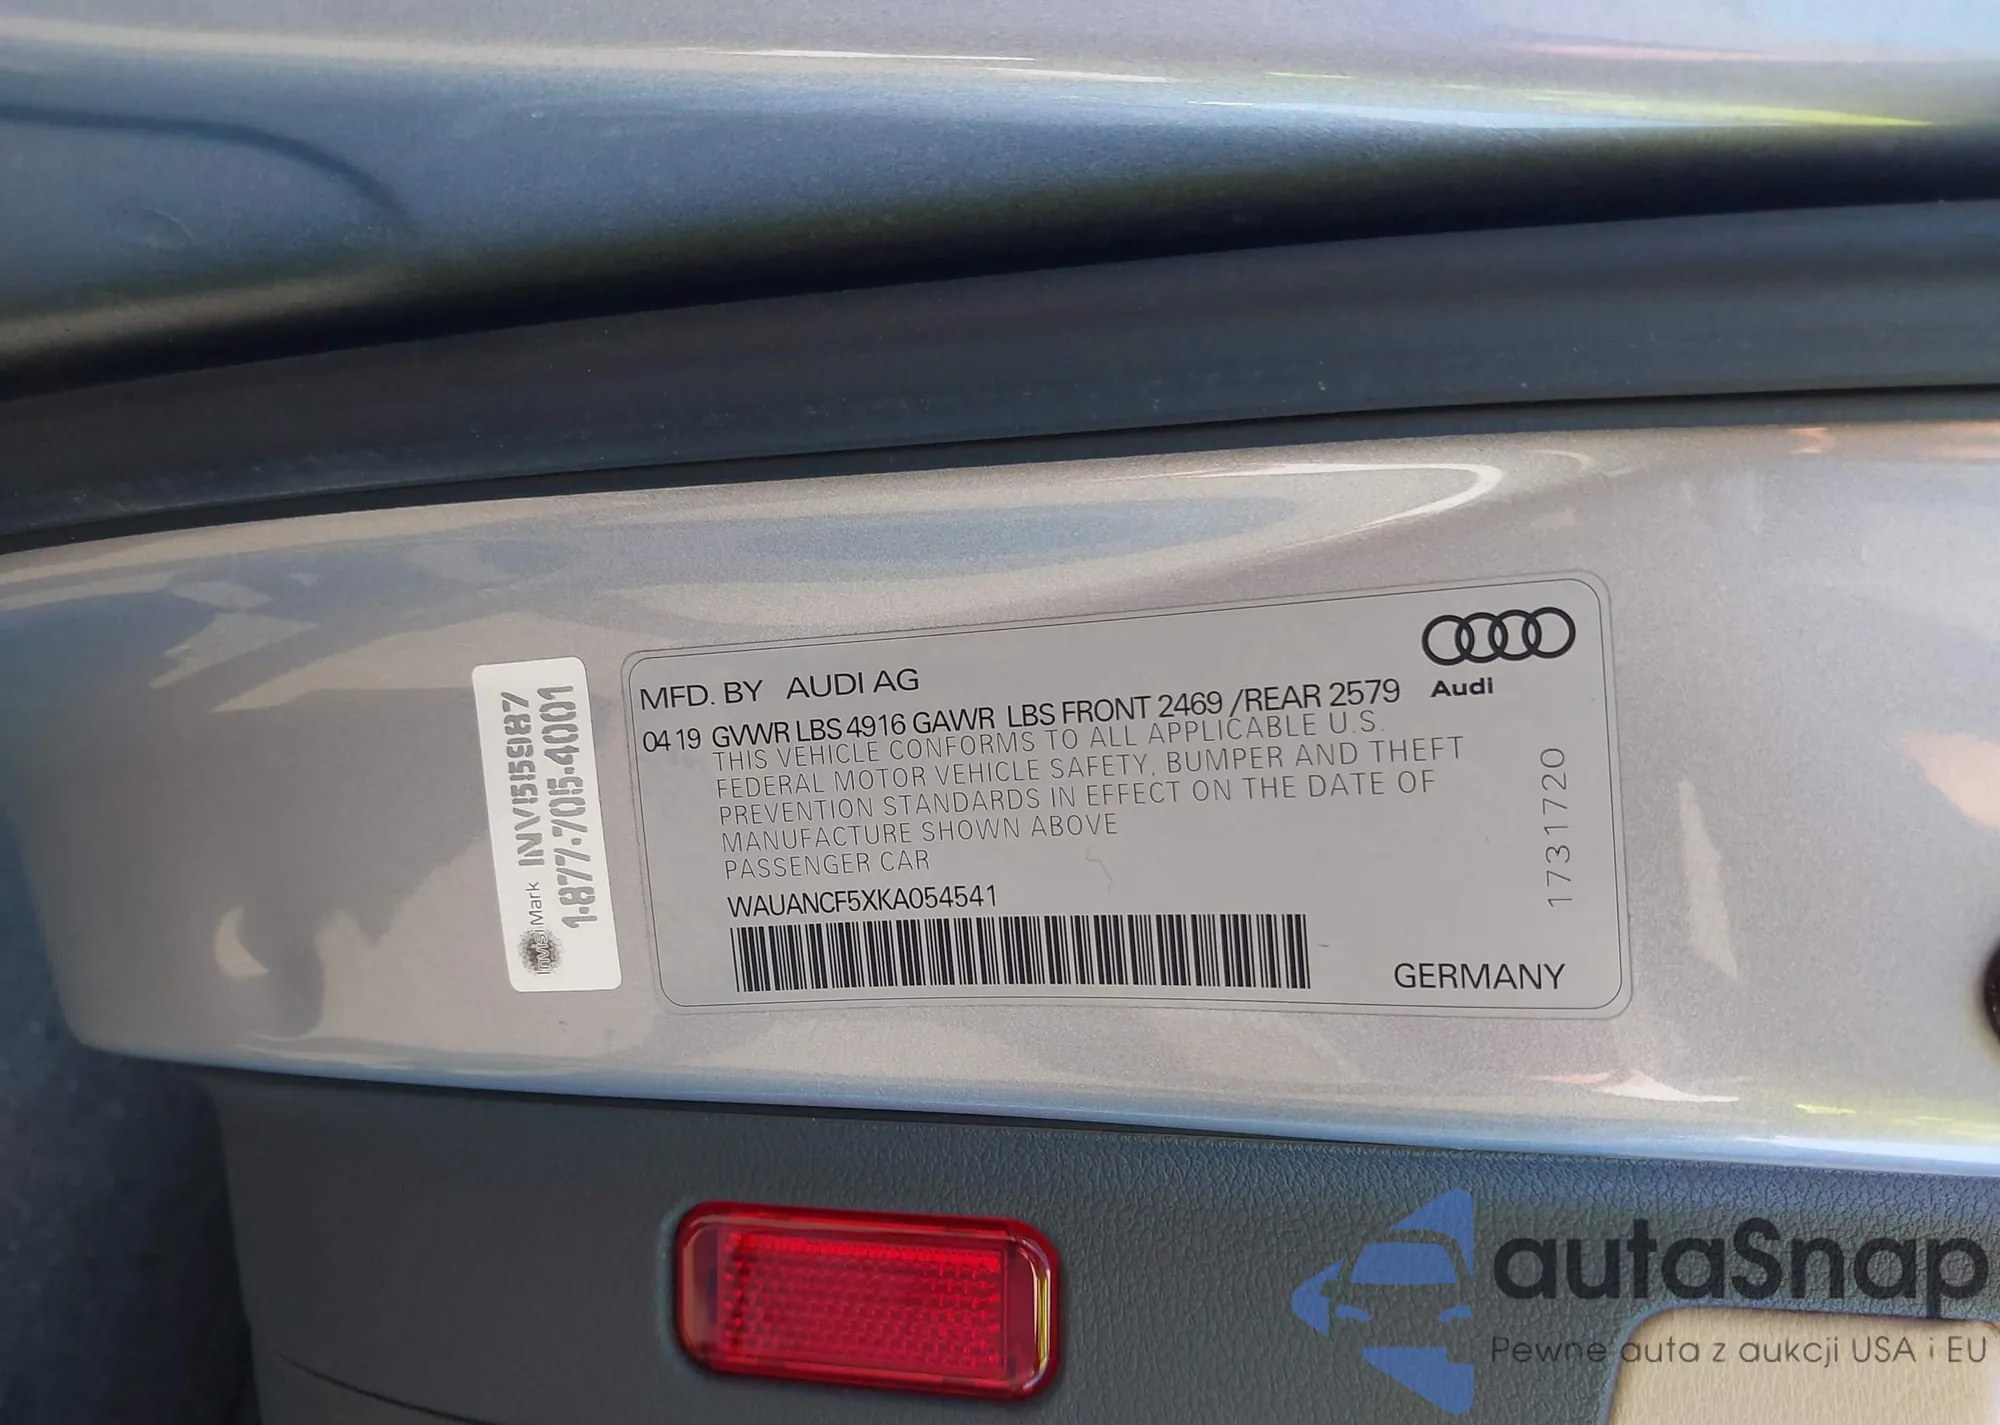 InVisiMark INV155987
1-877-705-4001
MFD. BY AUDI AG
04 19 GVWR LBS 4916 GAWR LBS FRONT 2469 /REAR 2579
THIS VEHICLE CONFORMS TO ALL APPLICABLE U.S.
FEDERAL MOTOR VEHICLE SAFETY, BUMPER AND THEFT
PREVENTION STANDARDS IN EFFECT ON THE DATE OF
MANUFACTURE SHOWN ABOVE
PASSENGER CAR
WAUANCF5XKA054541
Audi
1731720
GERMANY
autaSnap
Pewne auta z aukcji USA i EU